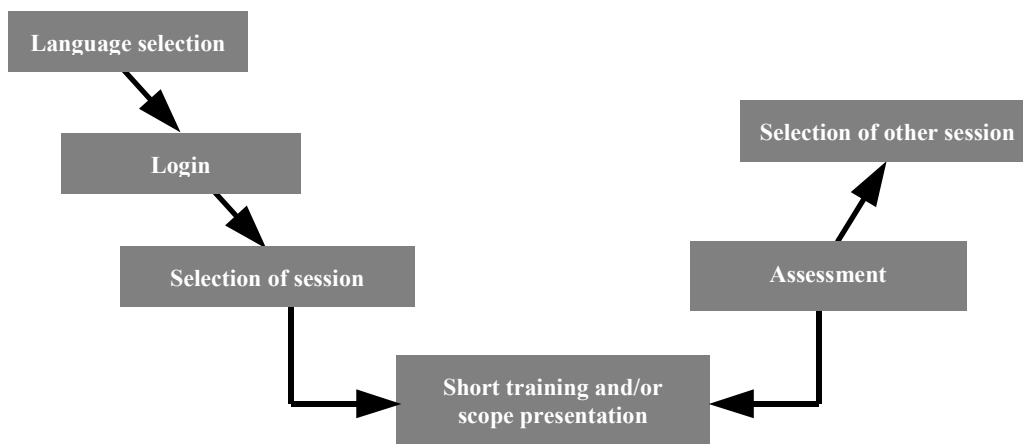 Language selection
Login
Selection of session
Short training and/or
scope presentation
Assessment
Selection of other session